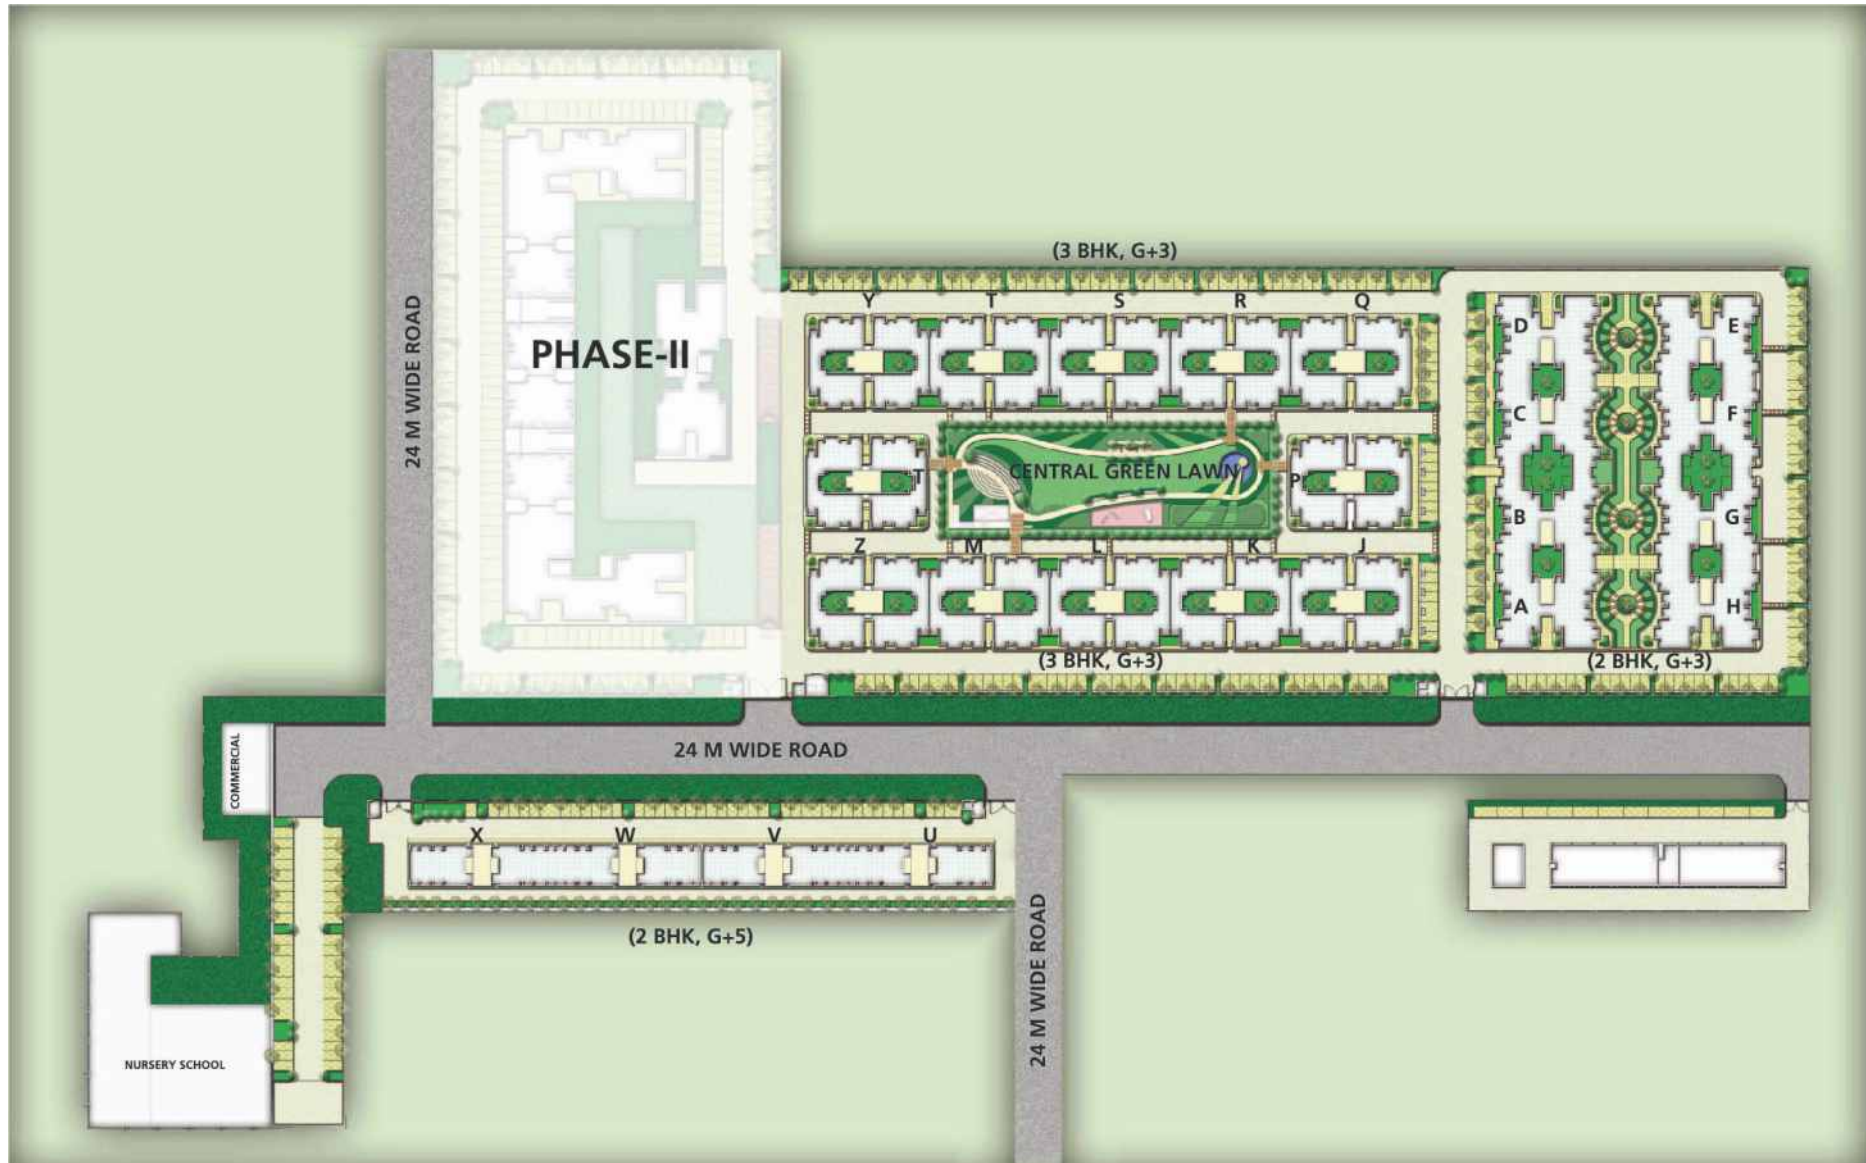 (3 BHK, G+3)
Y T S R Q
D E
24 M WIDE ROAD
PHASE-II
C F
T CENTRAL GREEN LAWN P
B G
Z M L K J
A H
(3 BHK, G+3) (2 BHK, G+3)
24 M WIDE ROAD
COMMERCIAL
X W V U
(2 BHK, G+5)
24 M WIDE ROAD
NURSERY SCHOOL